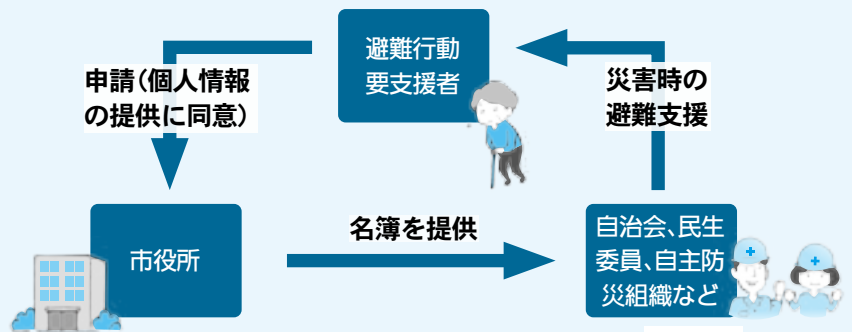 避難行動
要支援者
申請(個人情報
の提供に同意)
災害時の
避難支援
市役所
名簿を提供
自治会、民生
委員、自主防
災組織など